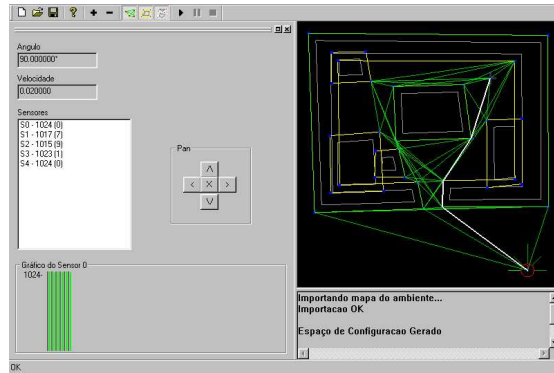 Angulo
90.000000°
Velocidade
0.020000
Sensores
S0 - 1024 (0)
S1 - 1017 (7)
S2 - 1015 (9)
S3 - 1023 (1)
S4 - 1024 (0)
Pan
Λ
< X >
V
Gráfico do Sensor 0
1024-
Importando mapa do ambiente...
Importacao OK
Espaço de Configuracao Gerado
OK